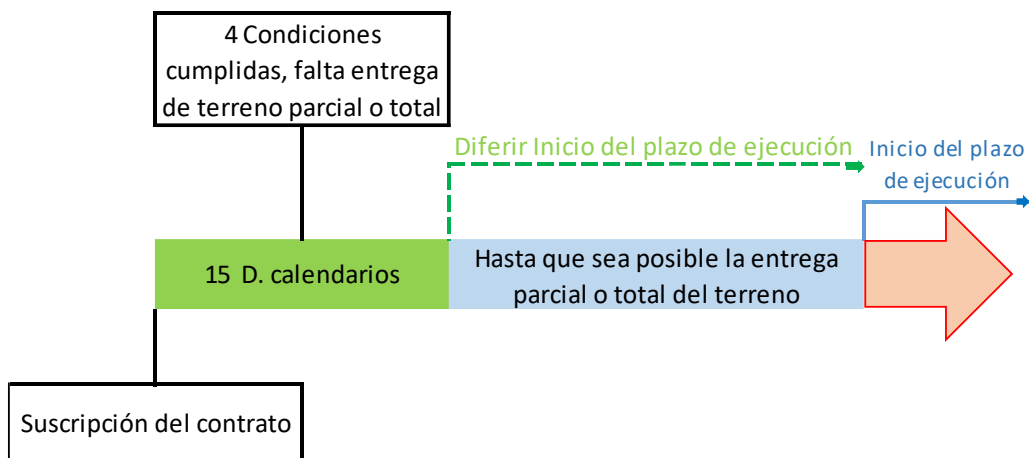 4 Condiciones
cumplidas, falta entrega
de terreno parcial o total
Diferir Inicio del plazo de ejecución
Inicio del plazo
de ejecución
15 D. calendarios
Hasta que sea posible la entrega
parcial o total del terreno
Suscripción del contrato